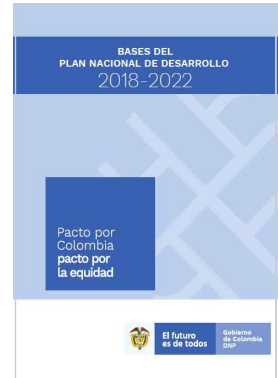 BASES DEL
PLAN NACIONAL DE DESARROLLO
2018-2022
Pacto por
Colombia
pacto por
la equidad
El futuro
es de todos
Gobierno
de Colombia
DNP